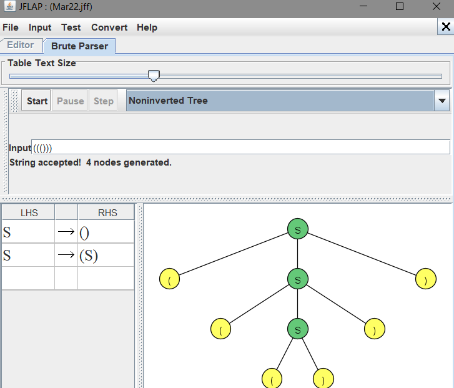 JFLAP : (Mar22.jff)
File Input Test Convert Help
Editor Brute Parser
Table Text Size
Start Pause Step Noninverted Tree
Input ((()))
String accepted! 4 nodes generated.
LHS RHS
S → ()
S → (S)
S
( S )
( S )
( )